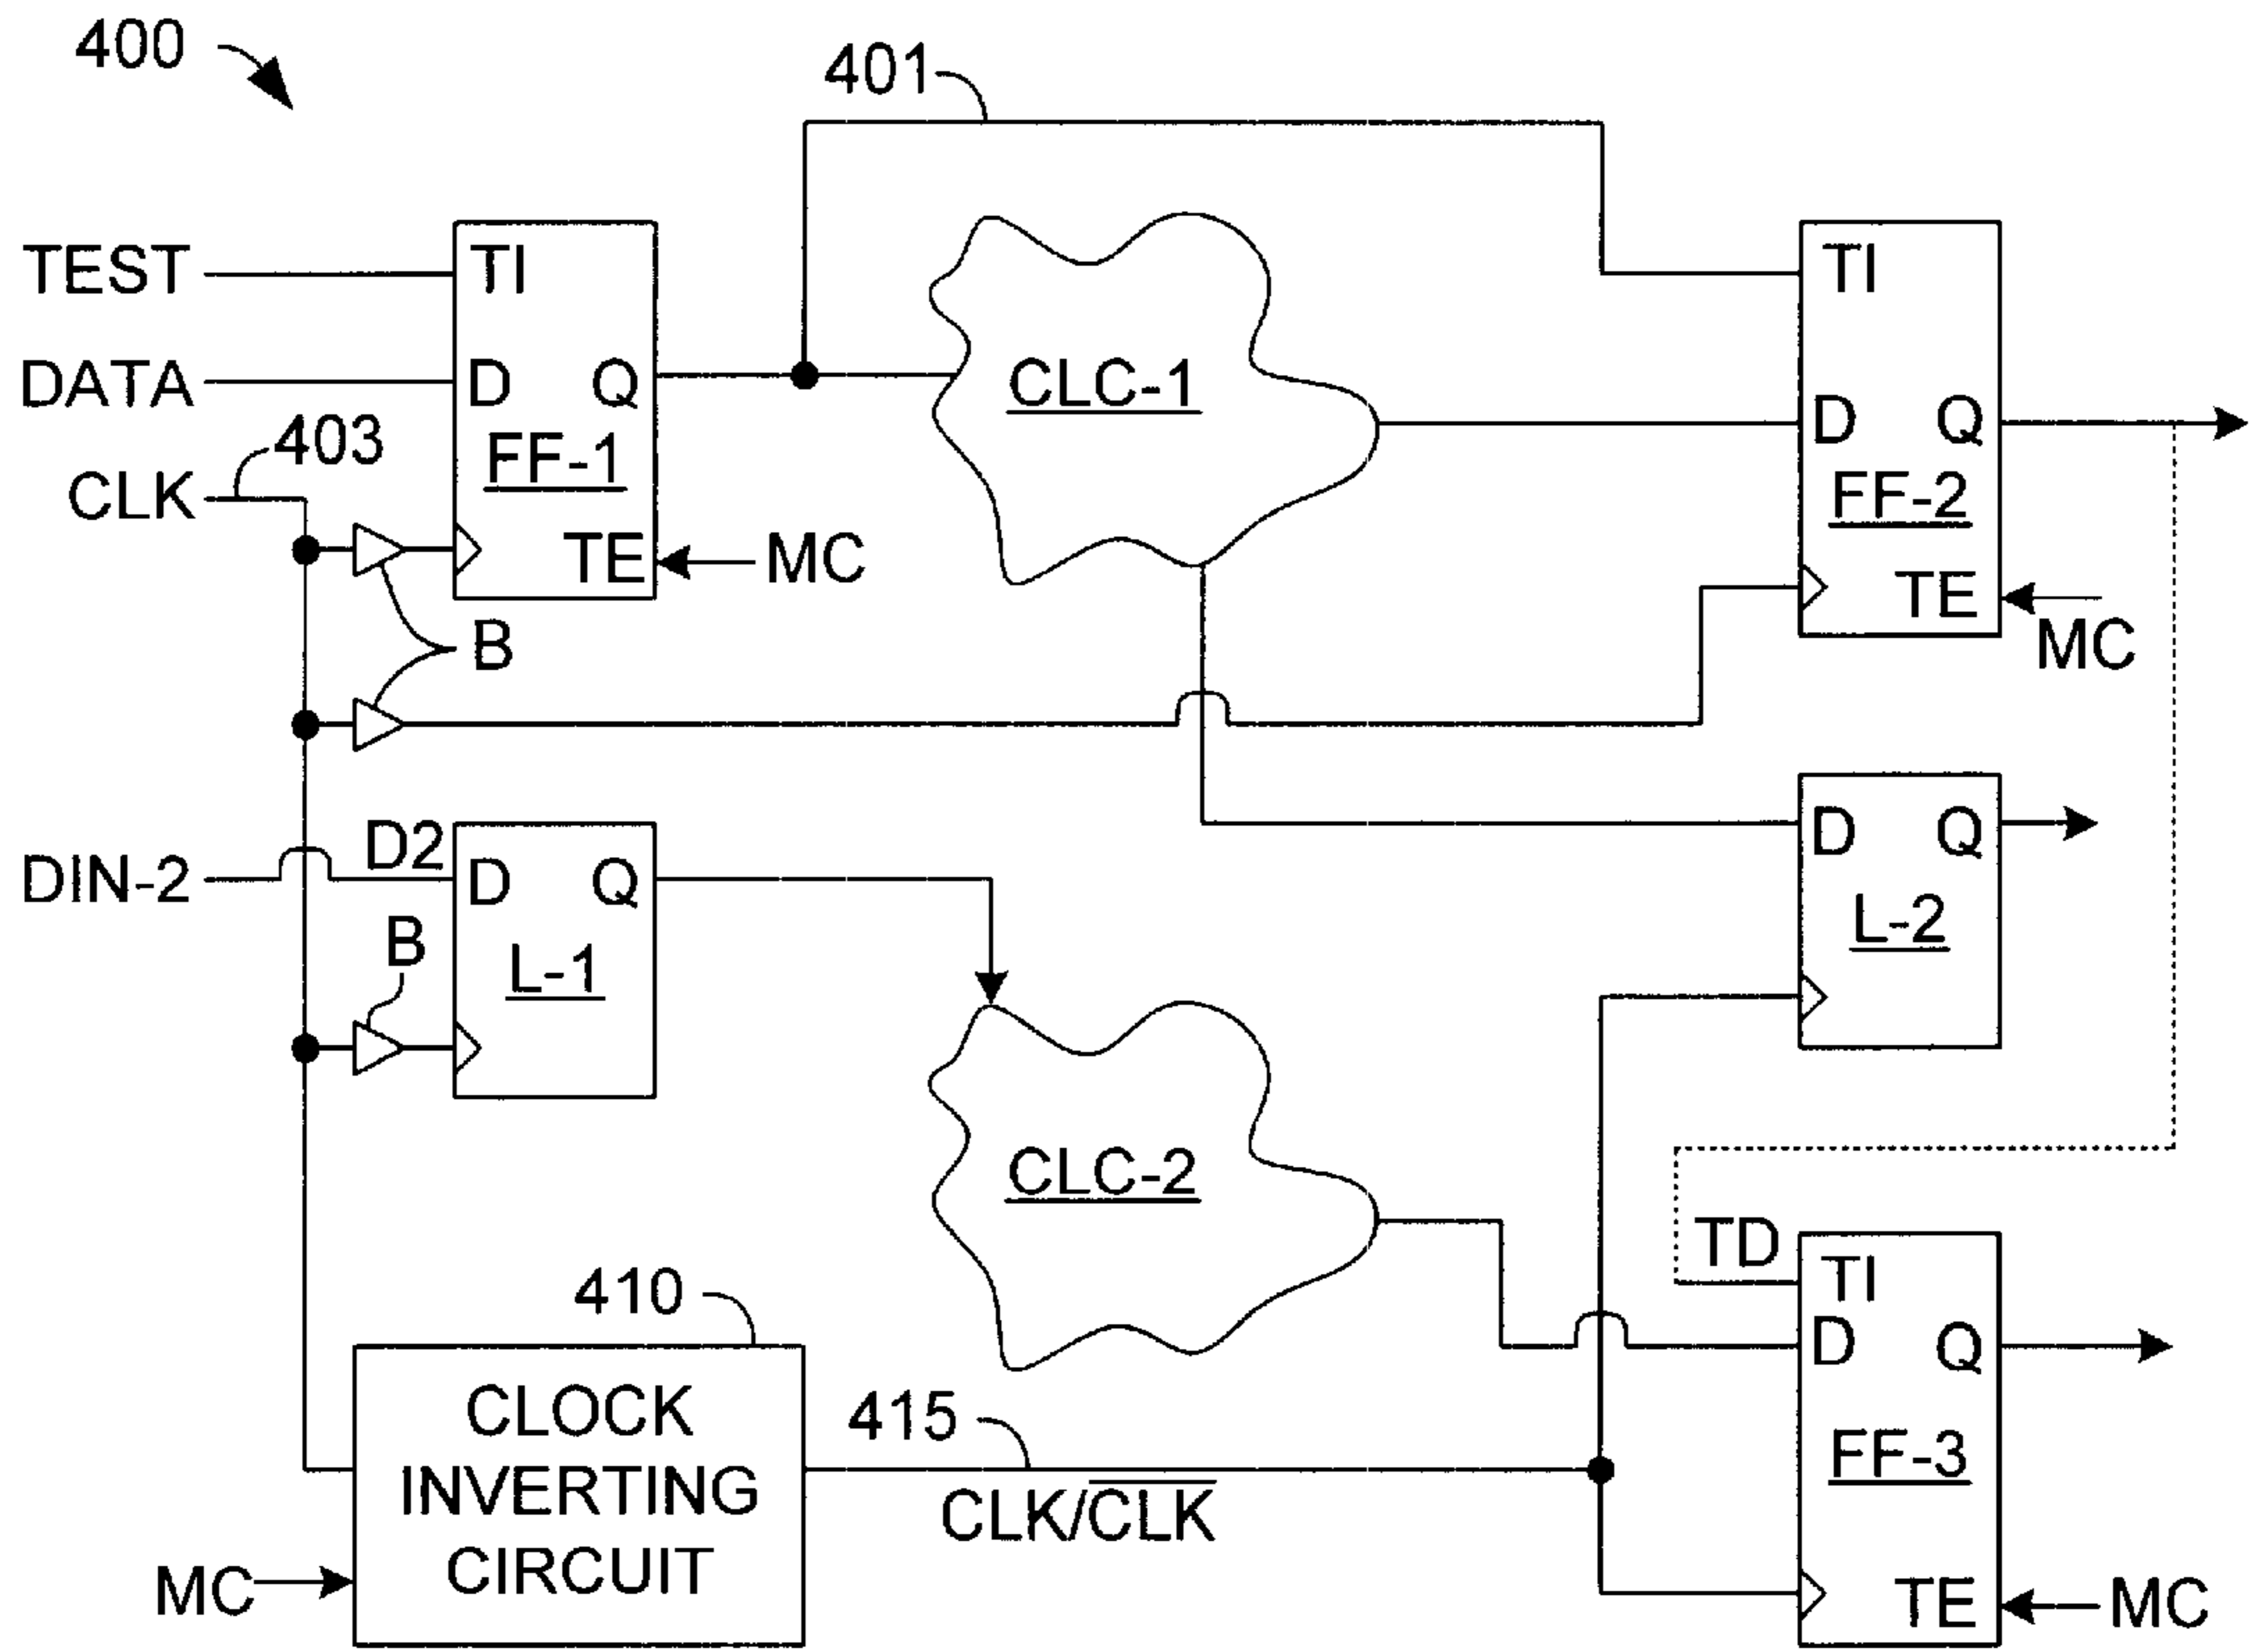 400
401
TEST
TI
TI
DATA
D
Q
CLC-1
D
Q
403
FF-1
FF-2
CLK
TE
MC
TE
MC
B
D2
DIN-2
D
Q
D
Q
B
L-1
L-2
CLC-2
TD
TI
410
D
Q
CLOCK
INVERTING
CIRCUIT
415
CLK/C̅L̅K̅
FF-3
MC
TE
MC